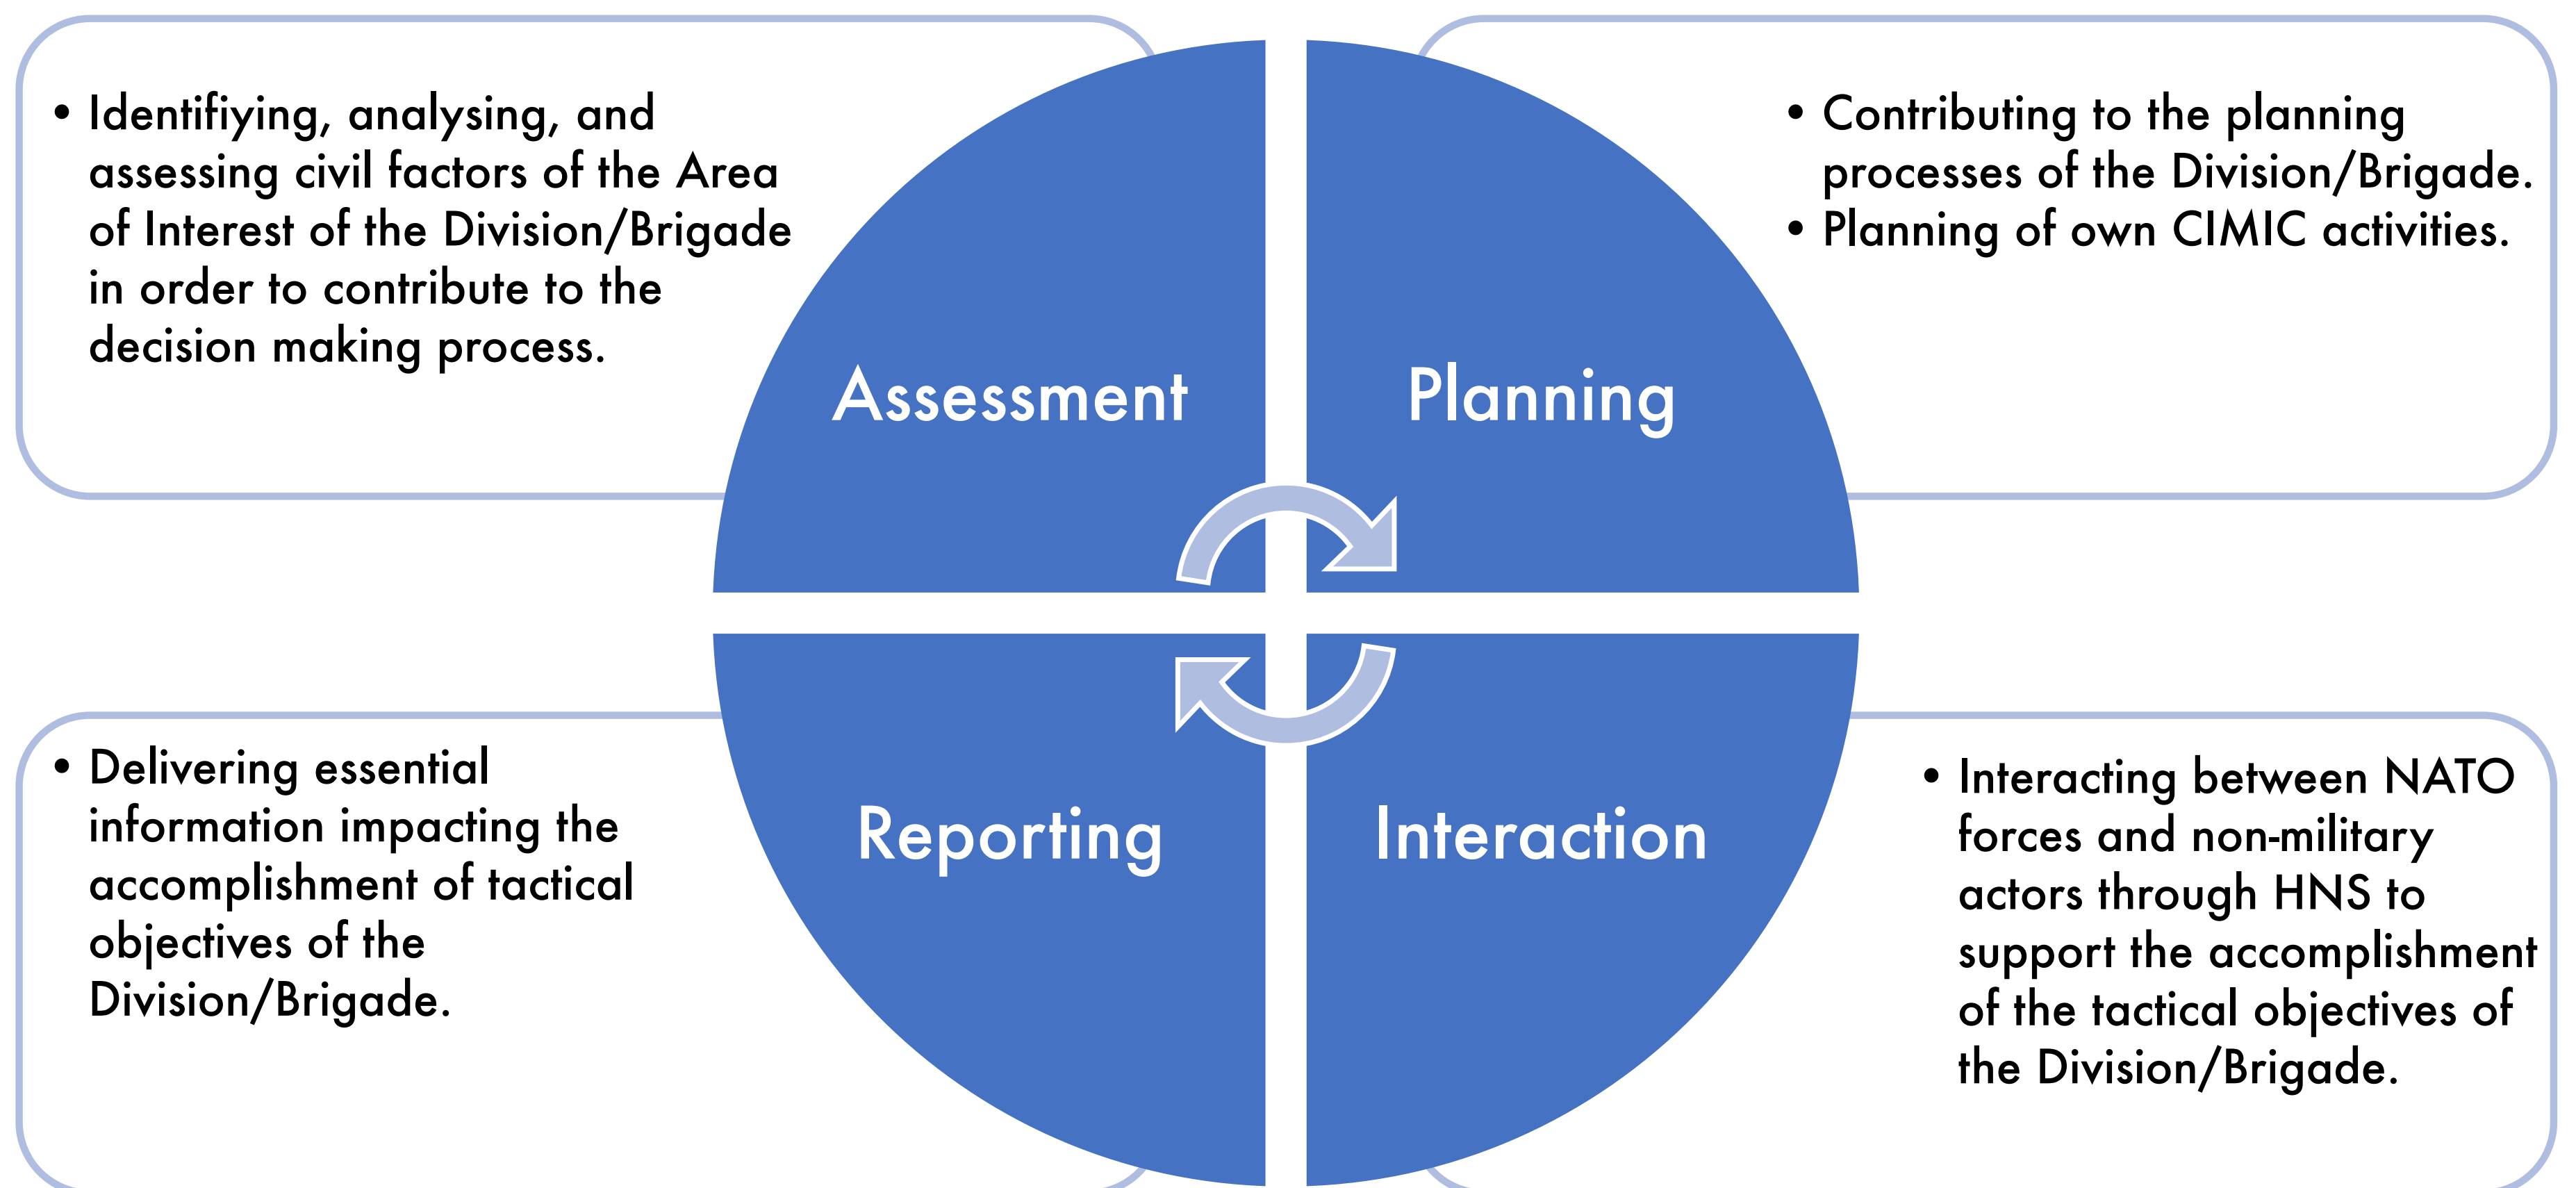 • Identifiying, analysing, and
assessing civil factors of the Area
of Interest of the Division/Brigade
in order to contribute to the
decision making process.
Assessment
• Contributing to the planning
processes of the Division/Brigade.
• Planning of own CIMIC activities.
Planning
• Delivering essential
information impacting the
accomplishment of tactical
objectives of the
Division/Brigade.
Reporting
• Interacting between NATO
forces and non-military
actors through HNS to
support the accomplishment
of the tactical objectives of
the Division/Brigade.
Interaction